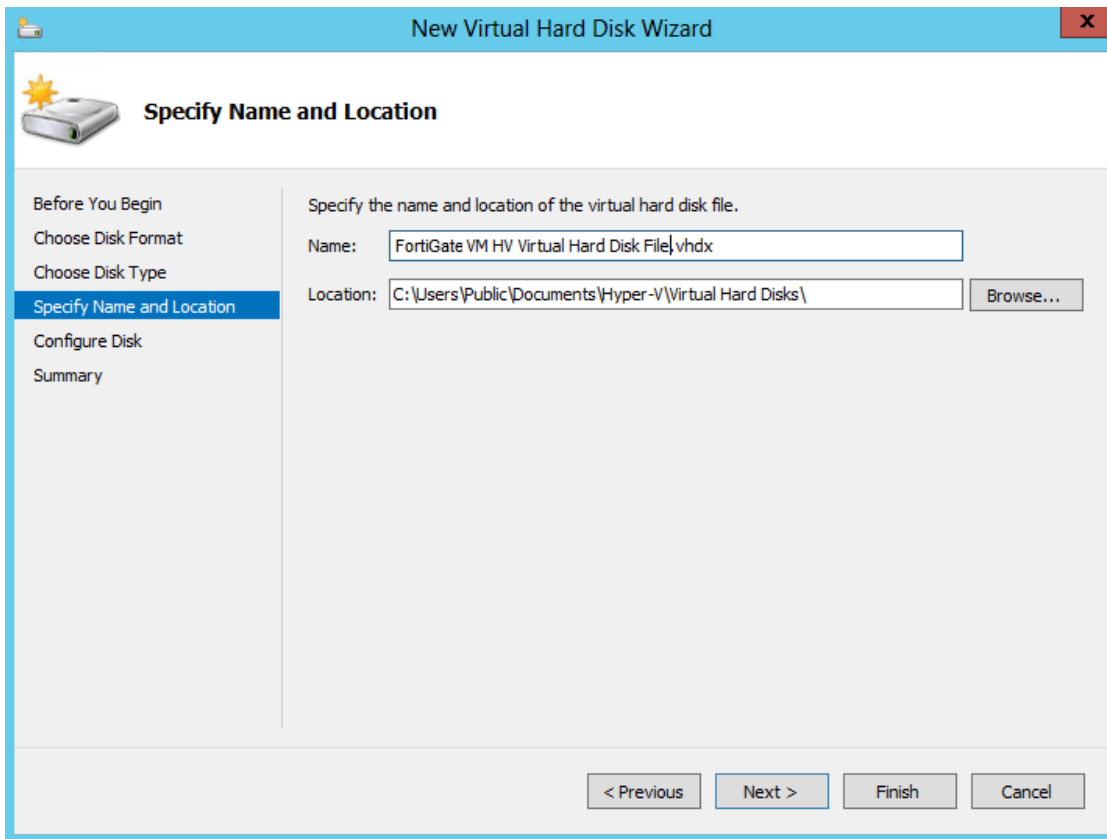 New Virtual Hard Disk Wizard
x
Specify Name and Location
Before You Begin
Choose Disk Format
Choose Disk Type
Specify Name and Location
Configure Disk
Summary
Specify the name and location of the virtual hard disk file.
Name: FortiGate VM HV Virtual Hard Disk File.vhdx
Location: C:\Users\Public\Documents\Hyper-V\Virtual Hard Disks\ Browse...
< Previous Next > Finish Cancel